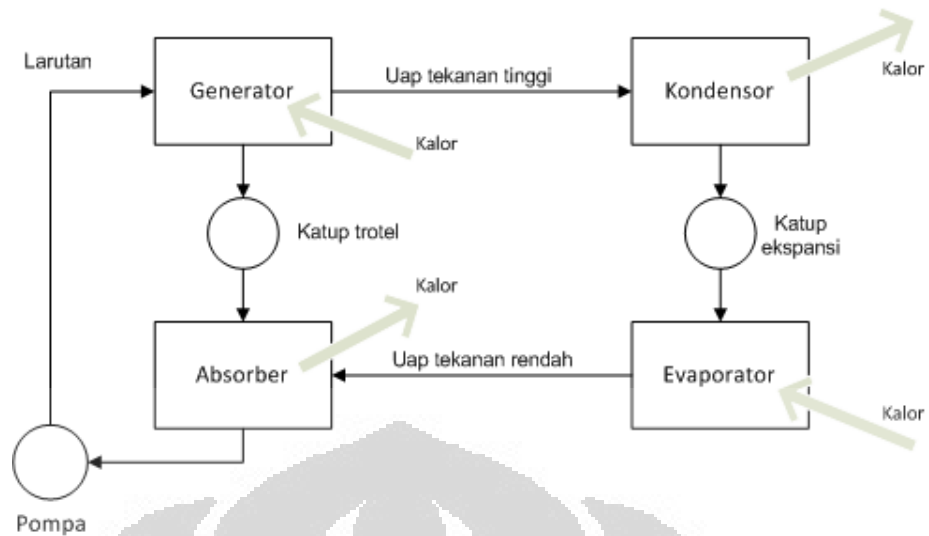 Larutan
Generator
Uap tekanan tinggi
Kondensor
Kalor
Kalor
Katup trotel
Katup
ekspansi
Kalor
Absorber
Uap tekanan rendah
Evaporator
Kalor
Pompa